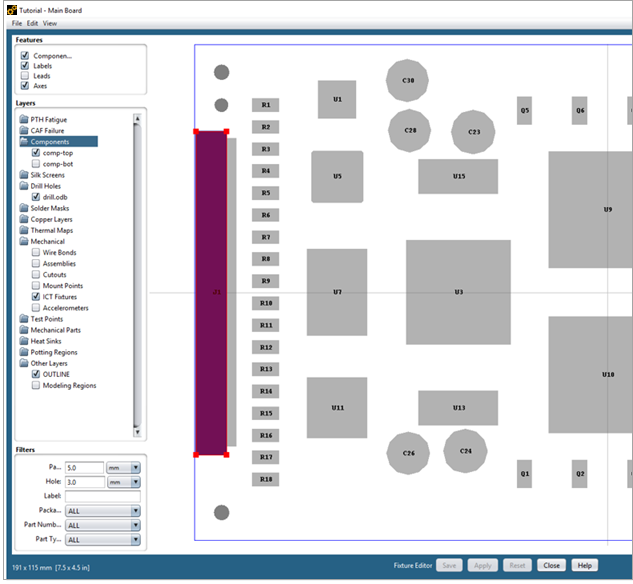 Tutorial - Main Board
File Edit View
Features
Componen...
Labels
Leads
Axes
Layers
PTH Fatigue
CAF Failure
Components
comp-top
comp-bot
Silk Screens
Drill Holes
drill.odb
Solder Masks
Copper Layers
Thermal Maps
Mechanical
Wire Bonds
Assemblies
Cutouts
Mount Points
ICT Fixtures
Accelerometers
Test Points
Mechanical Parts
Heat Sinks
Potting Regions
Other Layers
OUTLINE
Modeling Regions
Filters
Pa... 5.0 mm
Hole: 3.0 mm
Label:
Packa... ALL
Part Numb... ALL
Part Ty... ALL
C30
U1
R1
Q5 Q6
R2
C28 C23
R3
R4
U5
U15
R5
R6
U9
R7
R8
R9
U7
U3
R10
R11
R12
R13
U10
R14
U11
U13
R15
R16
C26 C24
R17
R18
Q1 Q2
191 x 115 mm [7.5 x 4.5 in]
Fixture Editor Save Apply Reset Close Help